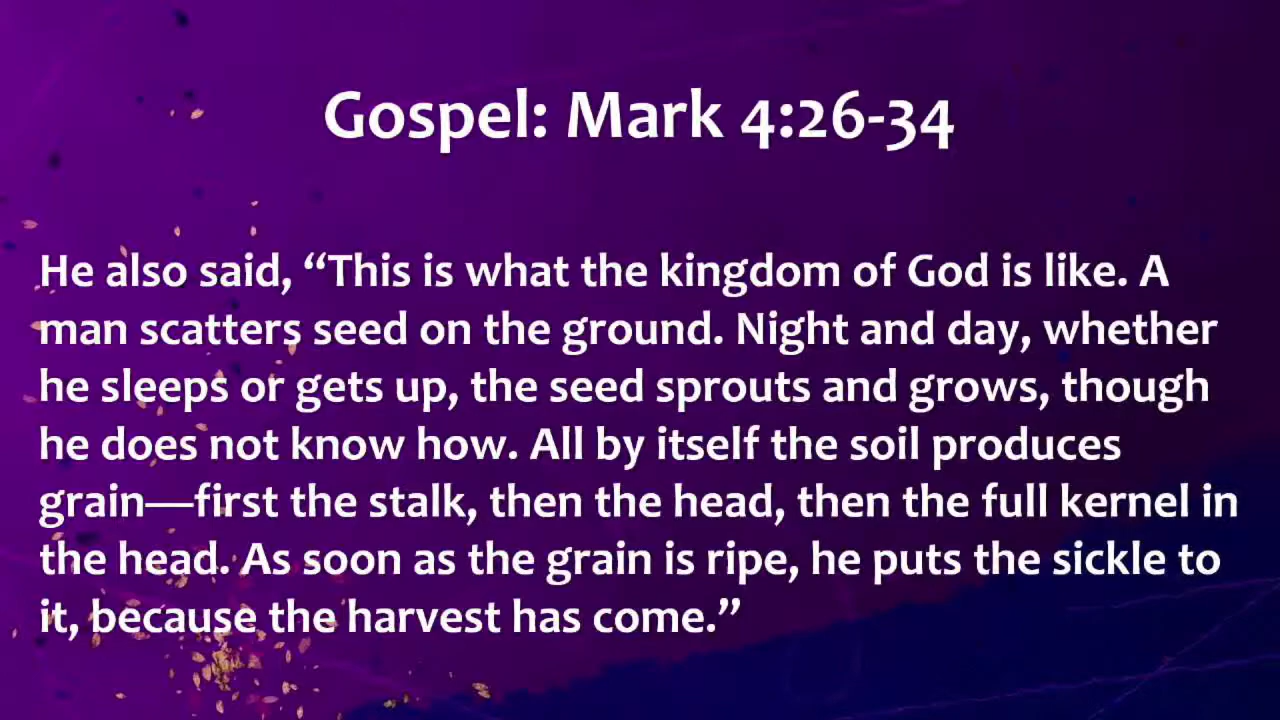 Gospel: Mark 4:26-34
He also said, “This is what the kingdom of God is like. A
man scatters seed on the ground. Night and day, whether
he sleeps or gets up, the seed sprouts and grows, though
he does not know how. All by itself the soil produces
grain—first the stalk, then the head, then the full kernel in
the head. As soon as the grain is ripe, he puts the sickle to
it, because the harvest has come.”